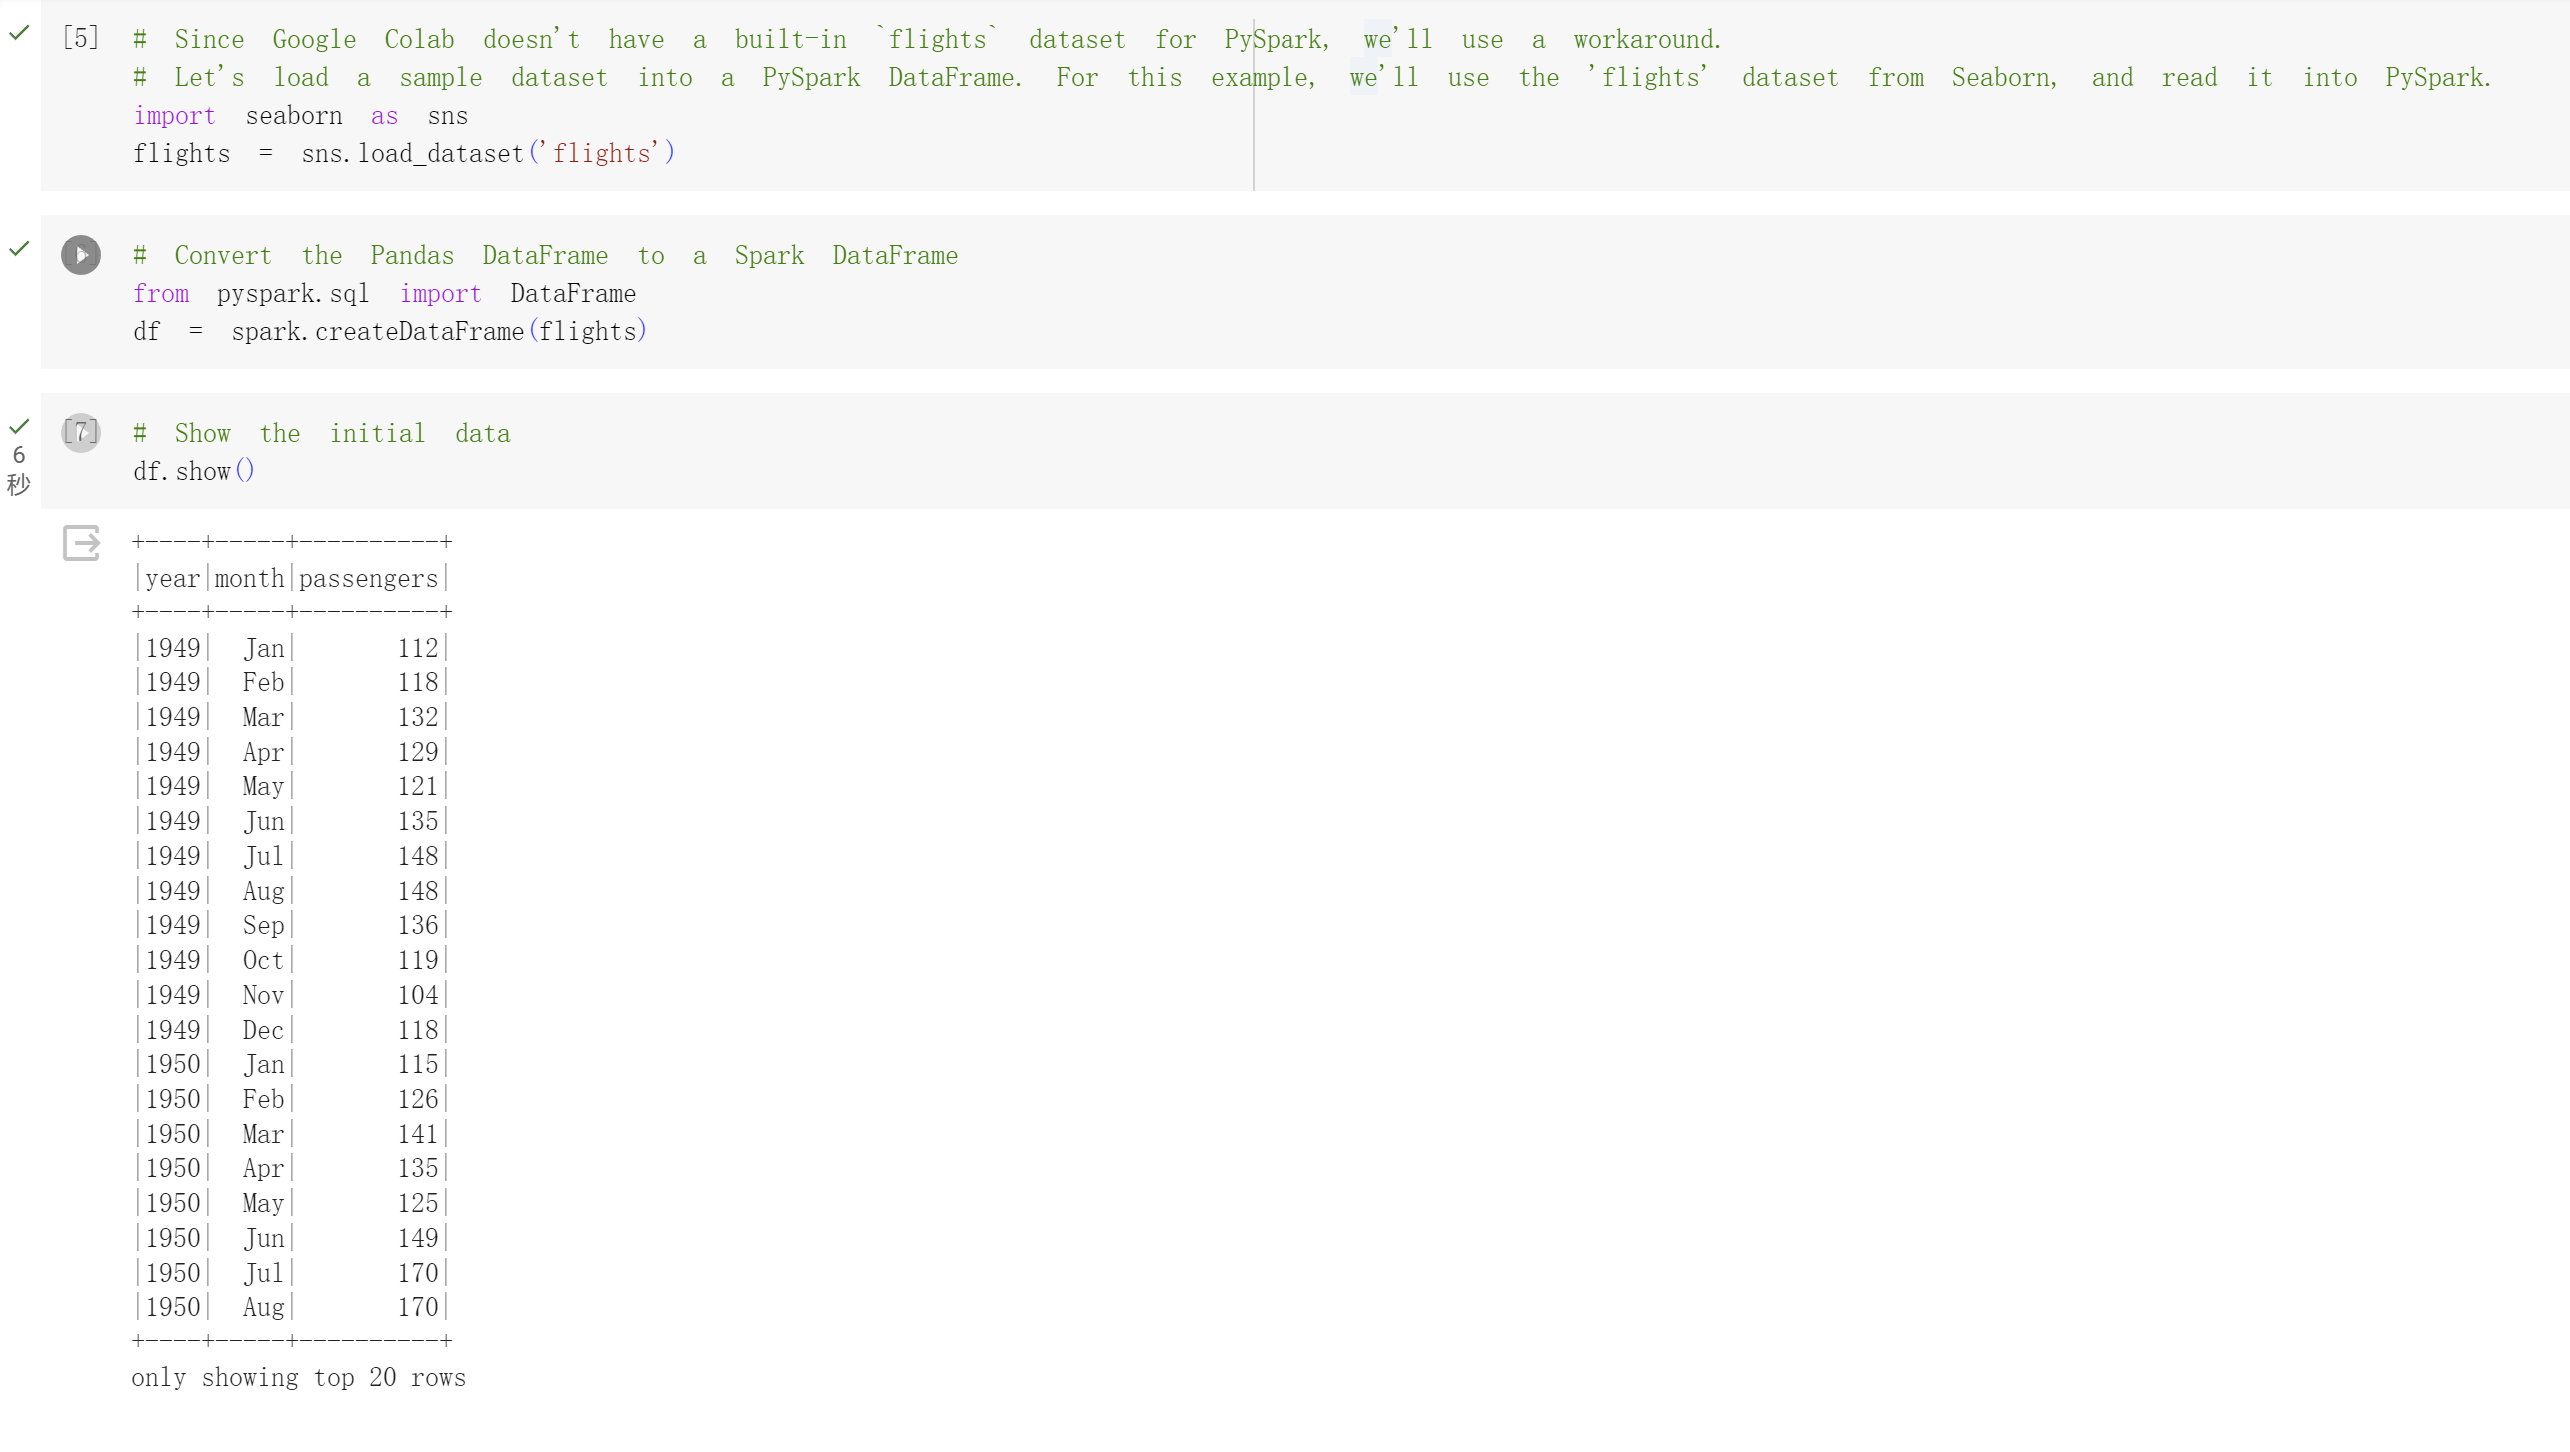 [5] # Since Google Colab doesn't have a built-in `flights` dataset for PySpark, we'll use a workaround.
# Let's load a sample dataset into a PySpark DataFrame. For this example, we'll use the 'flights' dataset from Seaborn, and read it into PySpark.
import seaborn as sns
flights = sns.load_dataset('flights')
# Convert the Pandas DataFrame to a Spark DataFrame
from pyspark.sql import DataFrame
df = spark.createDataFrame(flights)
[7] # Show the initial data
6
秒
df.show()
+----+-----+----------+
|year|month|passengers|
+----+-----+----------+
|1949|  Jan|       112|
|1949|  Feb|       118|
|1949|  Mar|       132|
|1949|  Apr|       129|
|1949|  May|       121|
|1949|  Jun|       135|
|1949|  Jul|       148|
|1949|  Aug|       148|
|1949|  Sep|       136|
|1949|  Oct|       119|
|1949|  Nov|       104|
|1949|  Dec|       118|
|1950|  Jan|       115|
|1950|  Feb|       126|
|1950|  Mar|       141|
|1950|  Apr|       135|
|1950|  May|       125|
|1950|  Jun|       149|
|1950|  Jul|       170|
|1950|  Aug|       170|
+----+-----+----------+
only showing top 20 rows